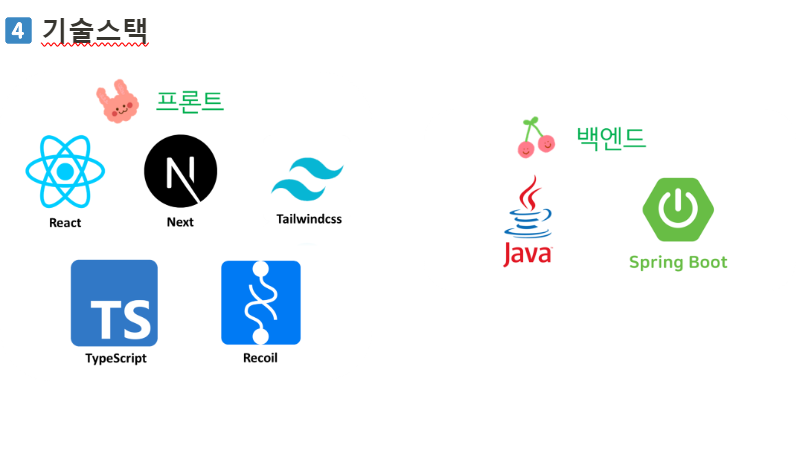 4 기술스택
프론트
React
Next
Tailwindcss
TS
TypeScript
Recoil
백엔드
Java
Spring Boot